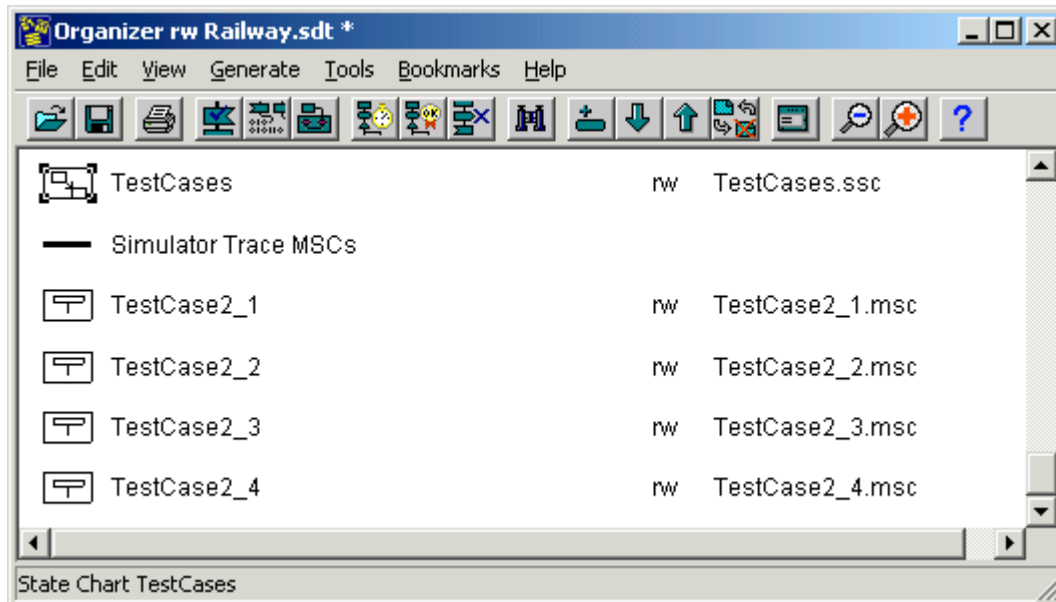 Organizer rw Railway.sdt *
File Edit View Generate Tools Bookmarks Help
TestCases rw TestCases.ssc
Simulator Trace MSCs
TestCase2_1 rw TestCase2_1.msc
TestCase2_2 rw TestCase2_2.msc
TestCase2_3 rw TestCase2_3.msc
TestCase2_4 rw TestCase2_4.msc
State Chart TestCases